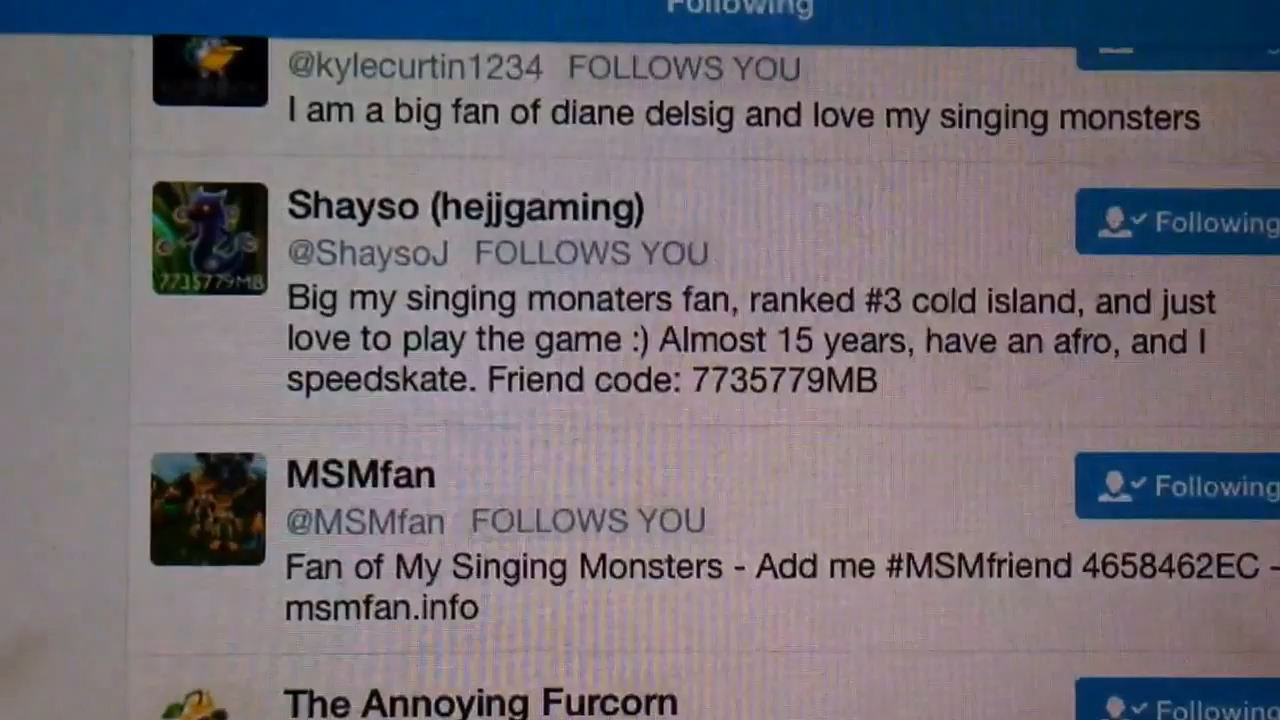 Following
@kylecurtin1234 FOLLOWS YOU
I am a big fan of diane delsig and love my singing monsters
Shayso (hejjgaming)
Following
@ShaysoJ FOLLOWS YOU
7735779MB
Big my singing monaters fan, ranked #3 cold island, and just
love to play the game :) Almost 15 years, have an afro, and I
speedskate. Friend code: 7735779MB
MSMfan
Following
@MSMfan FOLLOWS YOU
Fan of My Singing Monsters - Add me #MSMfriend 4658462EC -
msmfan.info
The Annoying Furcorn
Following